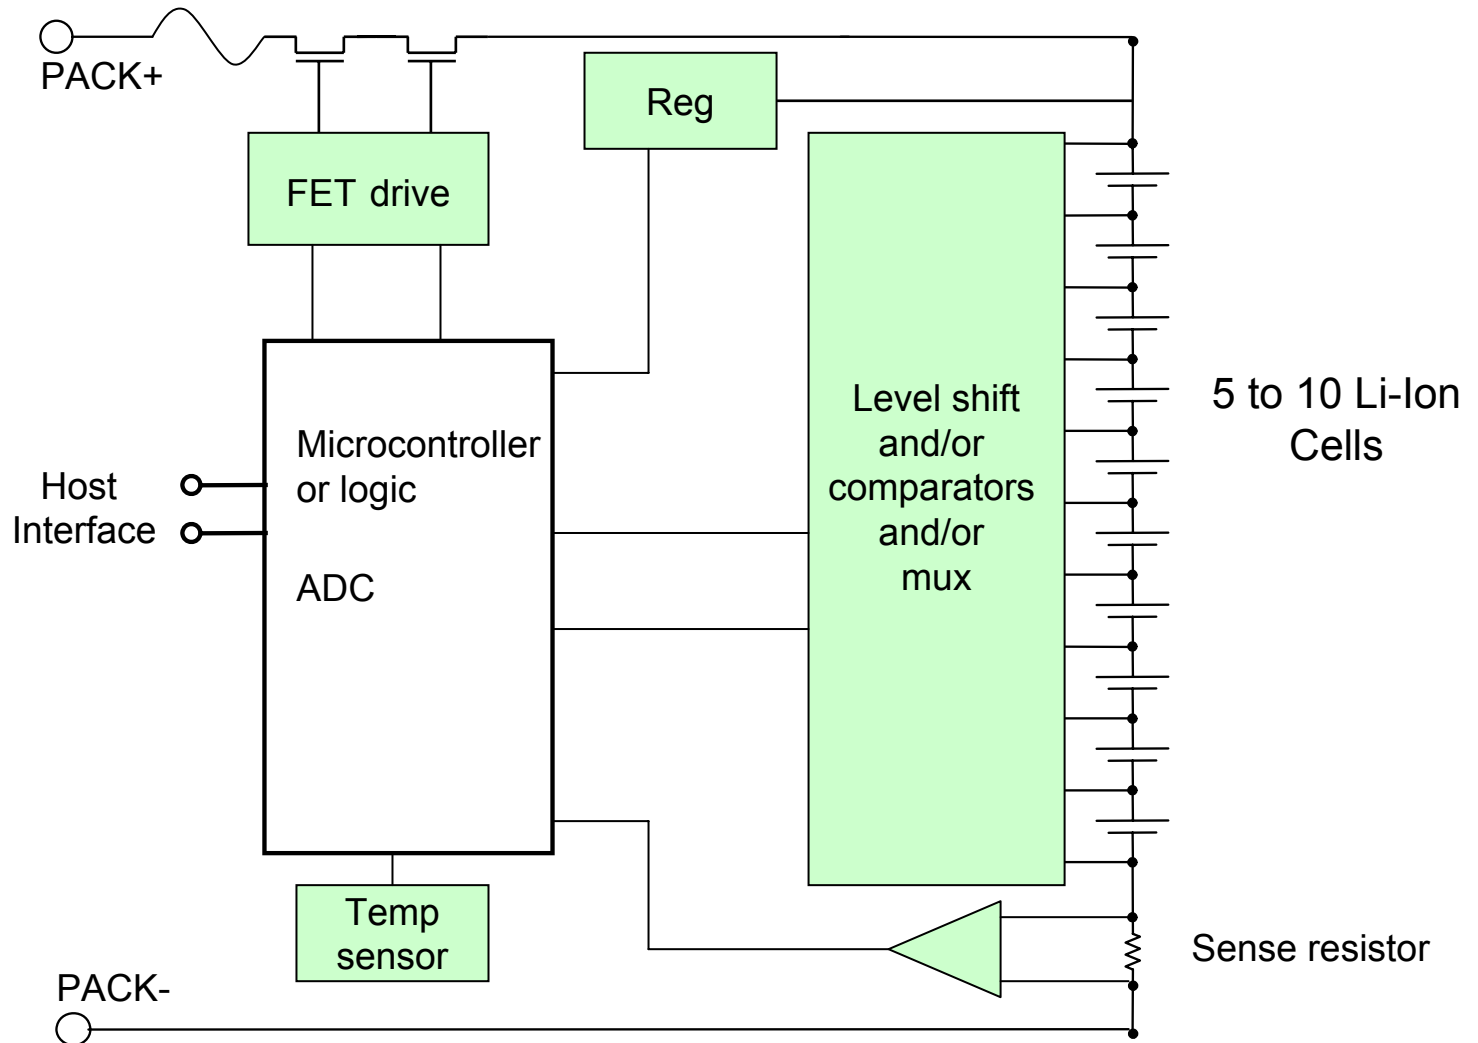 PACK+
Reg
FET drive
Level shift
and/or
comparators
and/or
mux
5 to 10 Li-Ion
Cells
Microcontroller
or logic
ADC
Host
Interface
Temp
sensor
Sense resistor
PACK-